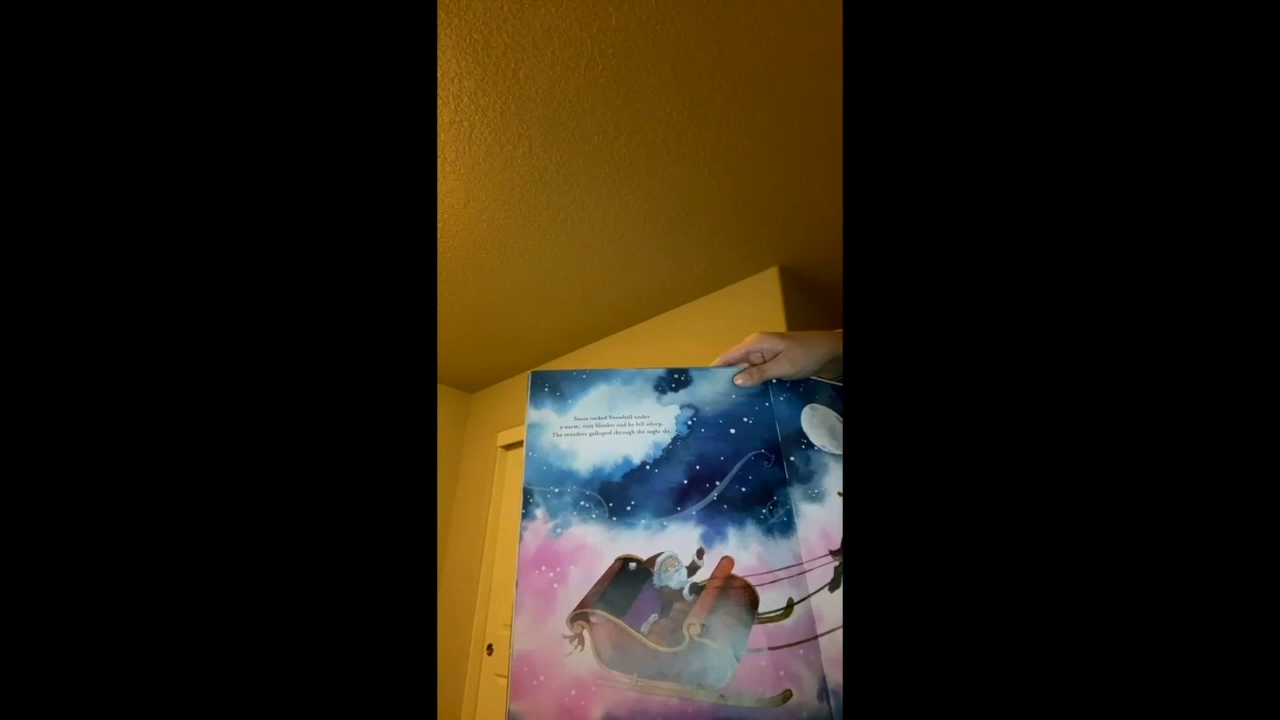 Santa tucked Snowball under
a warm, cozy blanket and he fell asleep.
The reindeer galloped through the night sky.